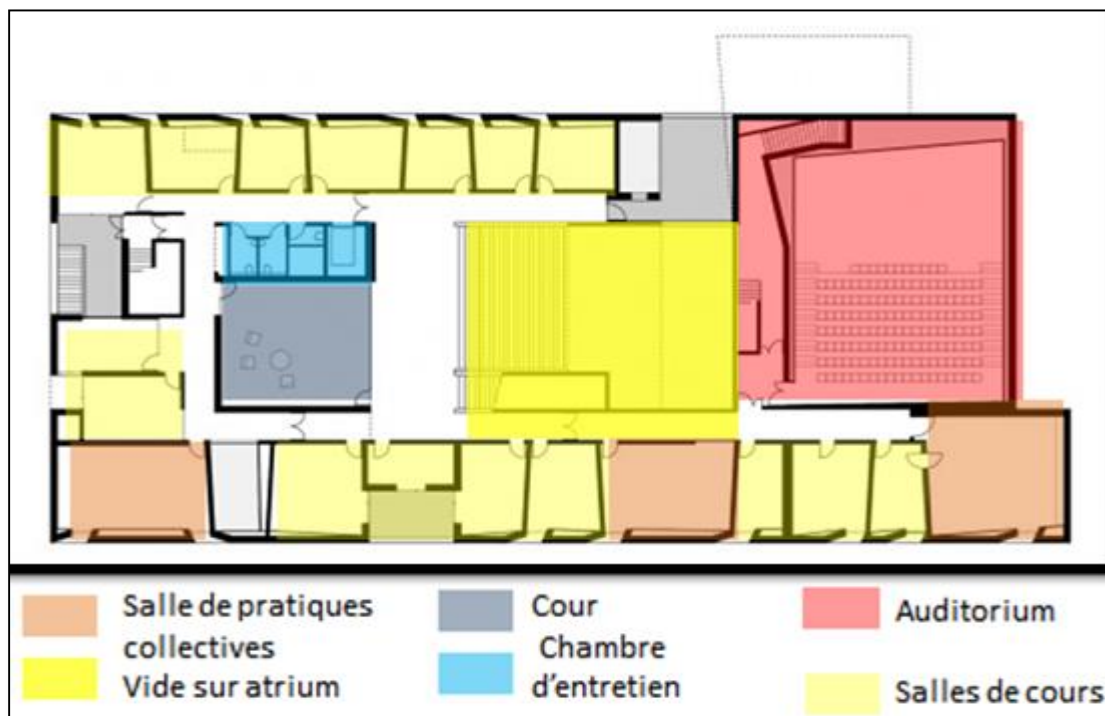 Salle de pratiques
collectives
Vide sur atrium
Cour
Chambre
d'entretien
Auditorium
Salles de cours